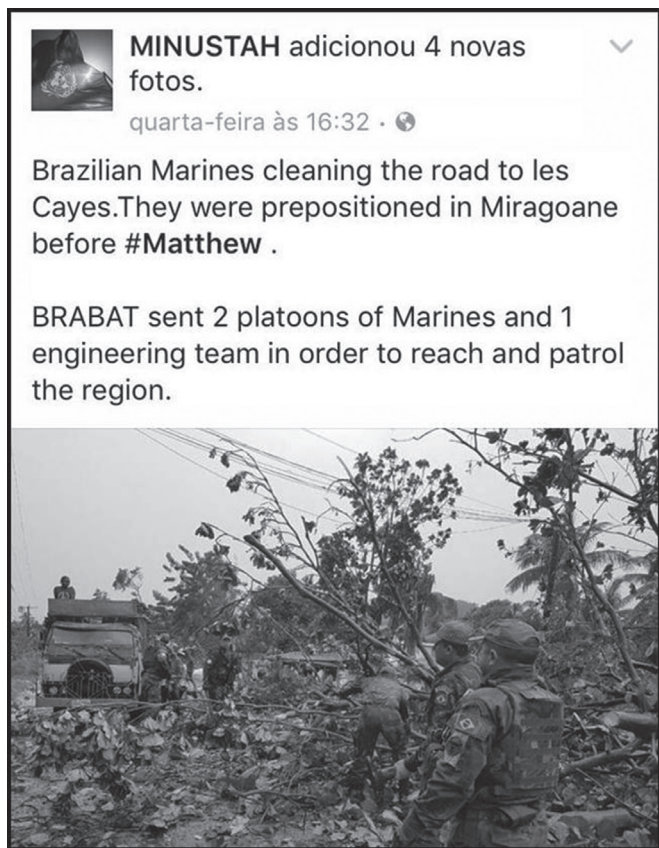 MINUSTAH adicionou 4 novas
fotos.
quarta-feira às 16:32 ·
Brazilian Marines cleaning the road to les
Cayes.They were prepositioned in Miragoane
before #Matthew .
BRABAT sent 2 platoons of Marines and 1
engineering team in order to reach and patrol
the region.